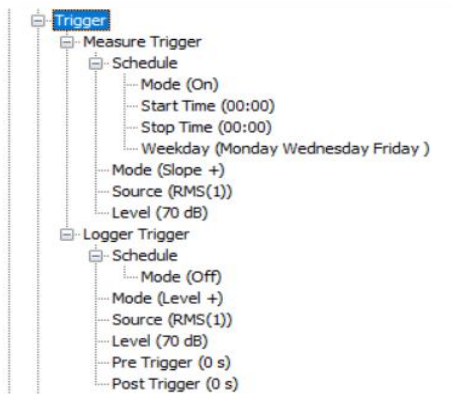 Trigger
Measure Trigger
Schedule
Mode (On)
Start Time (00:00)
Stop Time (00:00)
Weekday (Monday Wednesday Friday )
Mode (Slope +)
Source (RMS(1))
Level (70 dB)
Logger Trigger
Schedule
Mode (Off)
Mode (Level +)
Source (RMS(1))
Level (70 dB)
Pre Trigger (0 s)
Post Trigger (0 s)